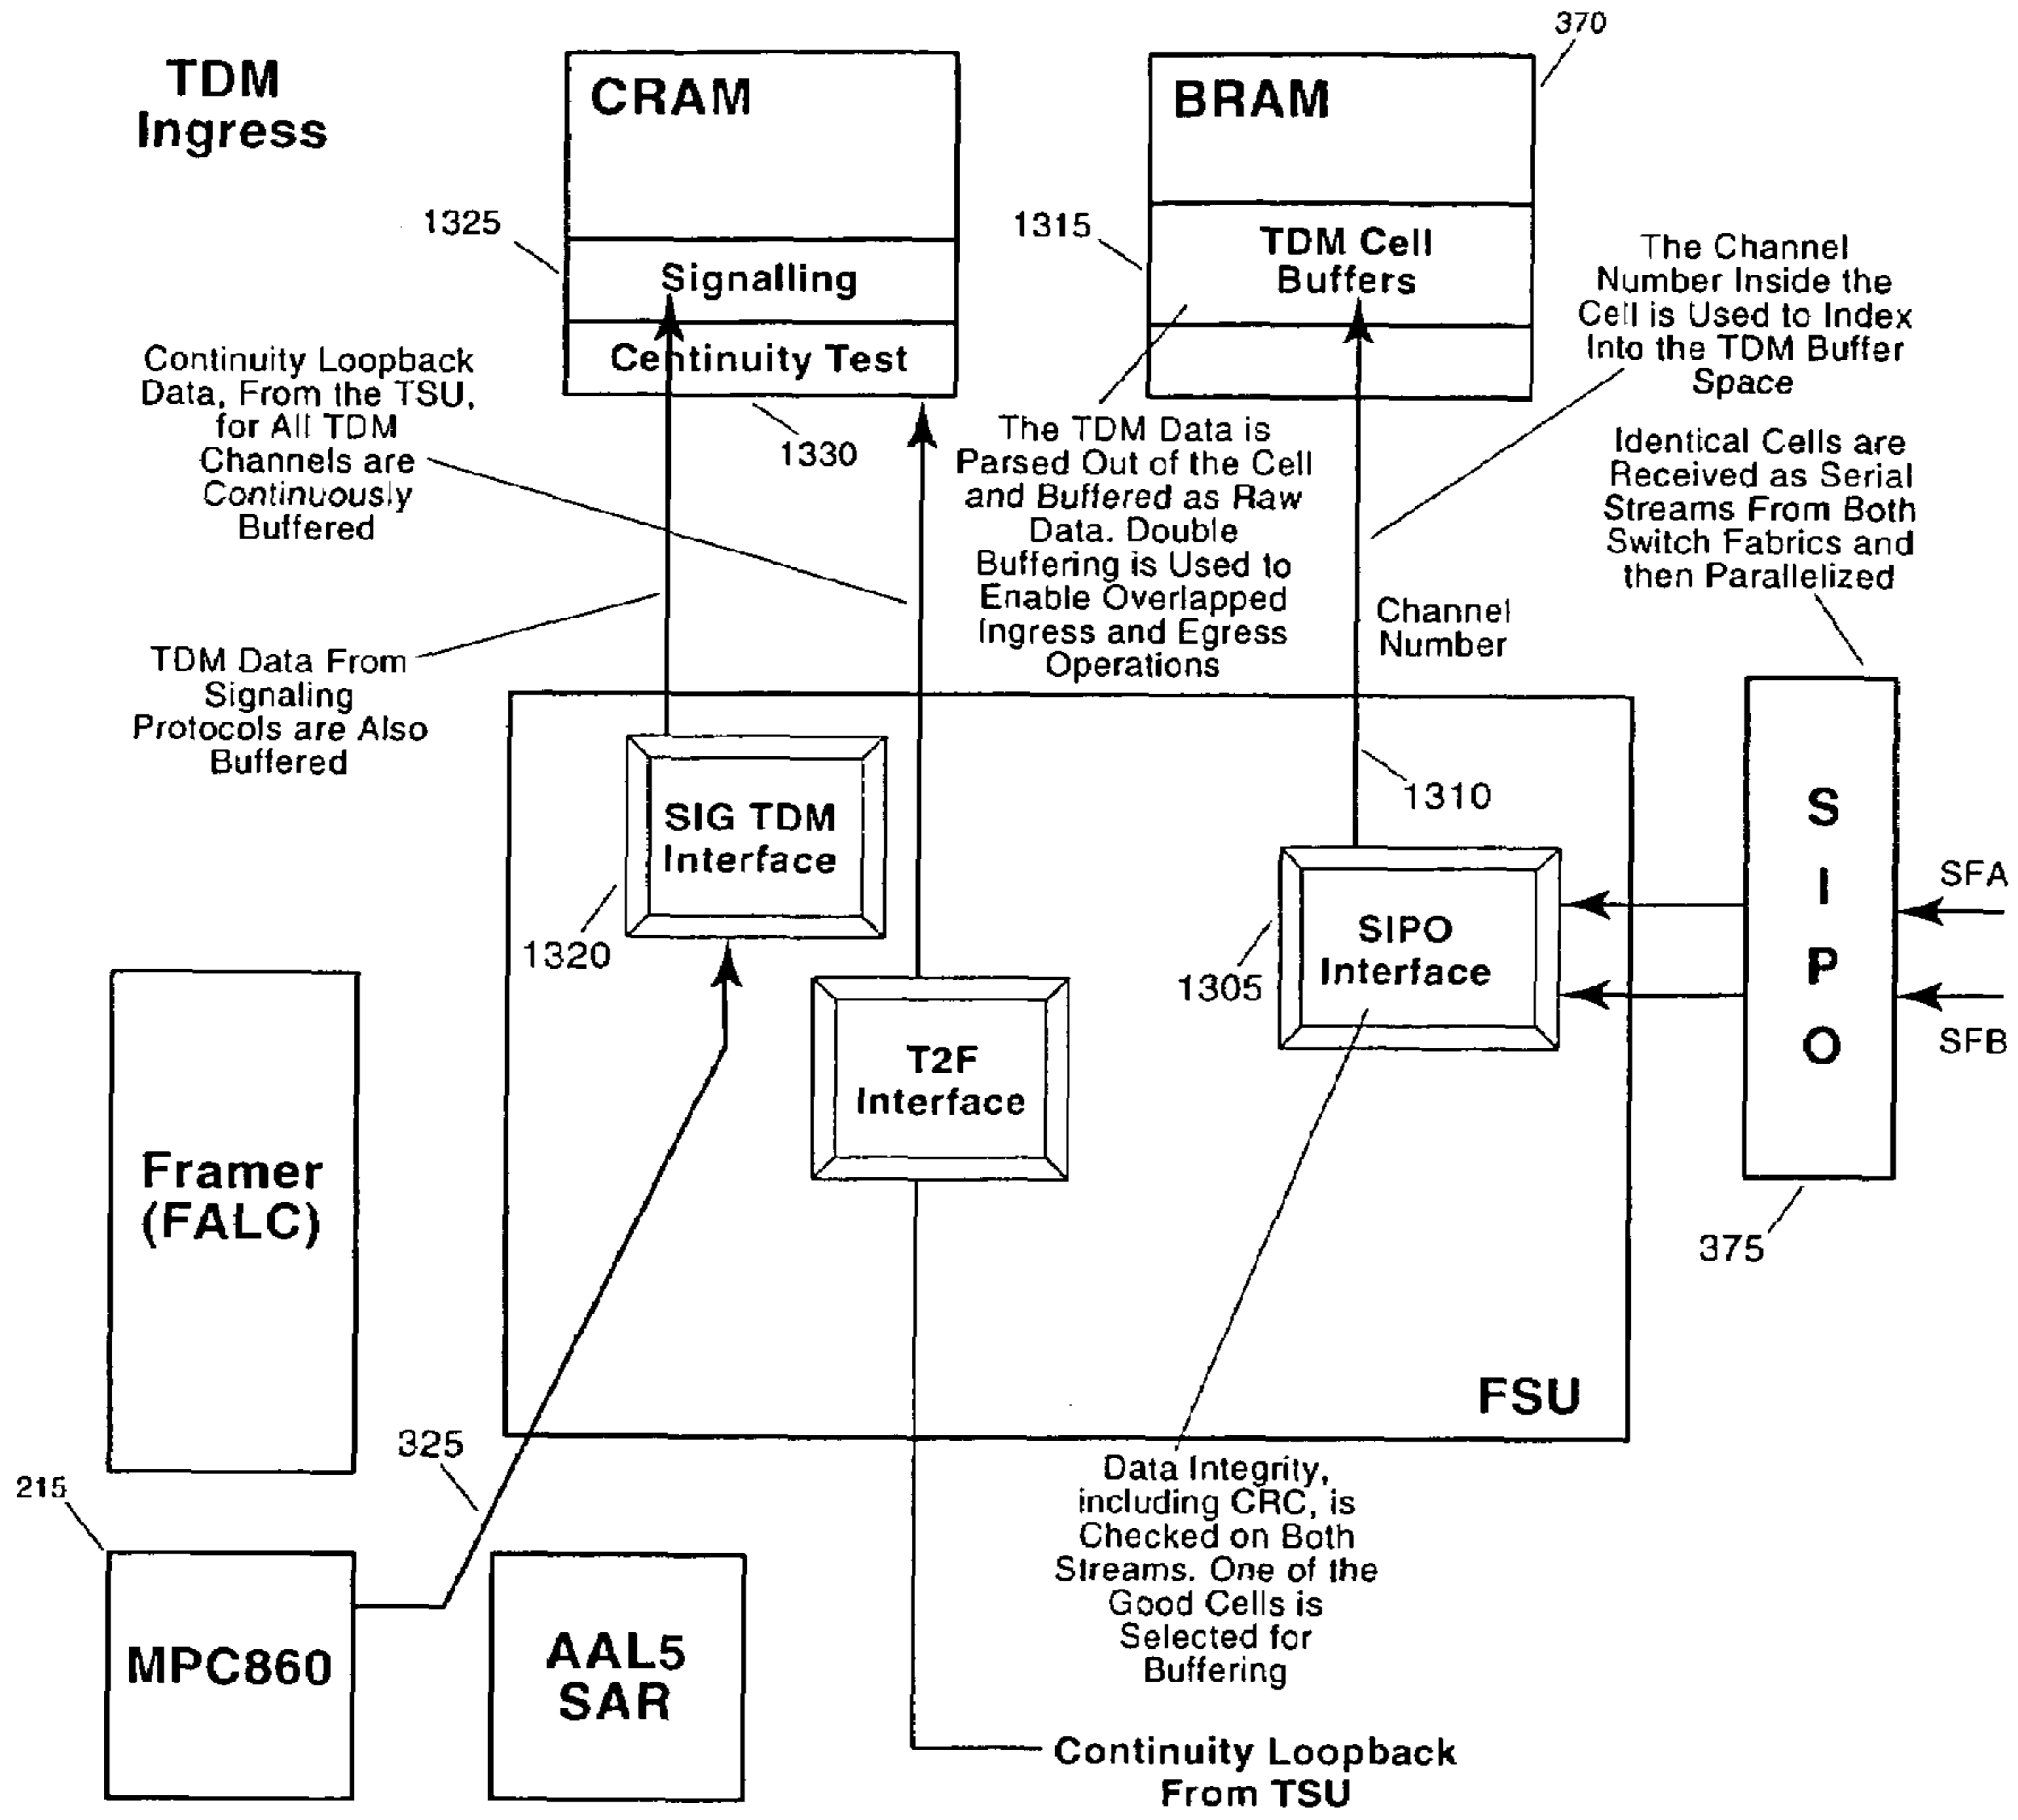 370
TDM
Ingress
CRAM
BRAM
1325
1315
Signalling
TDM Cell
Buffers
Centinuity Test
1330
The Channel
Number Inside the
Cell is Used to Index
Into the TDM Buffer
Space
Continuity Loopback
Data, From the TSU,
for All TDM
Channels are
Continuously
Buffered
The TDM Data is
Parsed Out of the Cell
and Buffered as Raw
Data. Double
Buffering is Used to
Enable Overlapped
Ingress and Egress
Operations
Identical Cells are
Received as Serial
Streams From Both
Switch Fabrics and
then Parallelized
Channel
Number
TDM Data From
Signaling
Protocols are Also
Buffered
1310
SIG TDM
Interface
1320
SIPO
Interface
1305
S
I
P
O
SFA
SFB
375
T2F
Interface
Framer
(FALC)
FSU
325
215
MPC860
AAL5
SAR
Data Integrity,
including CRC, is
Checked on Both
Streams. One of the
Good Cells is
Selected for
Buffering
Continuity Loopback
From TSU